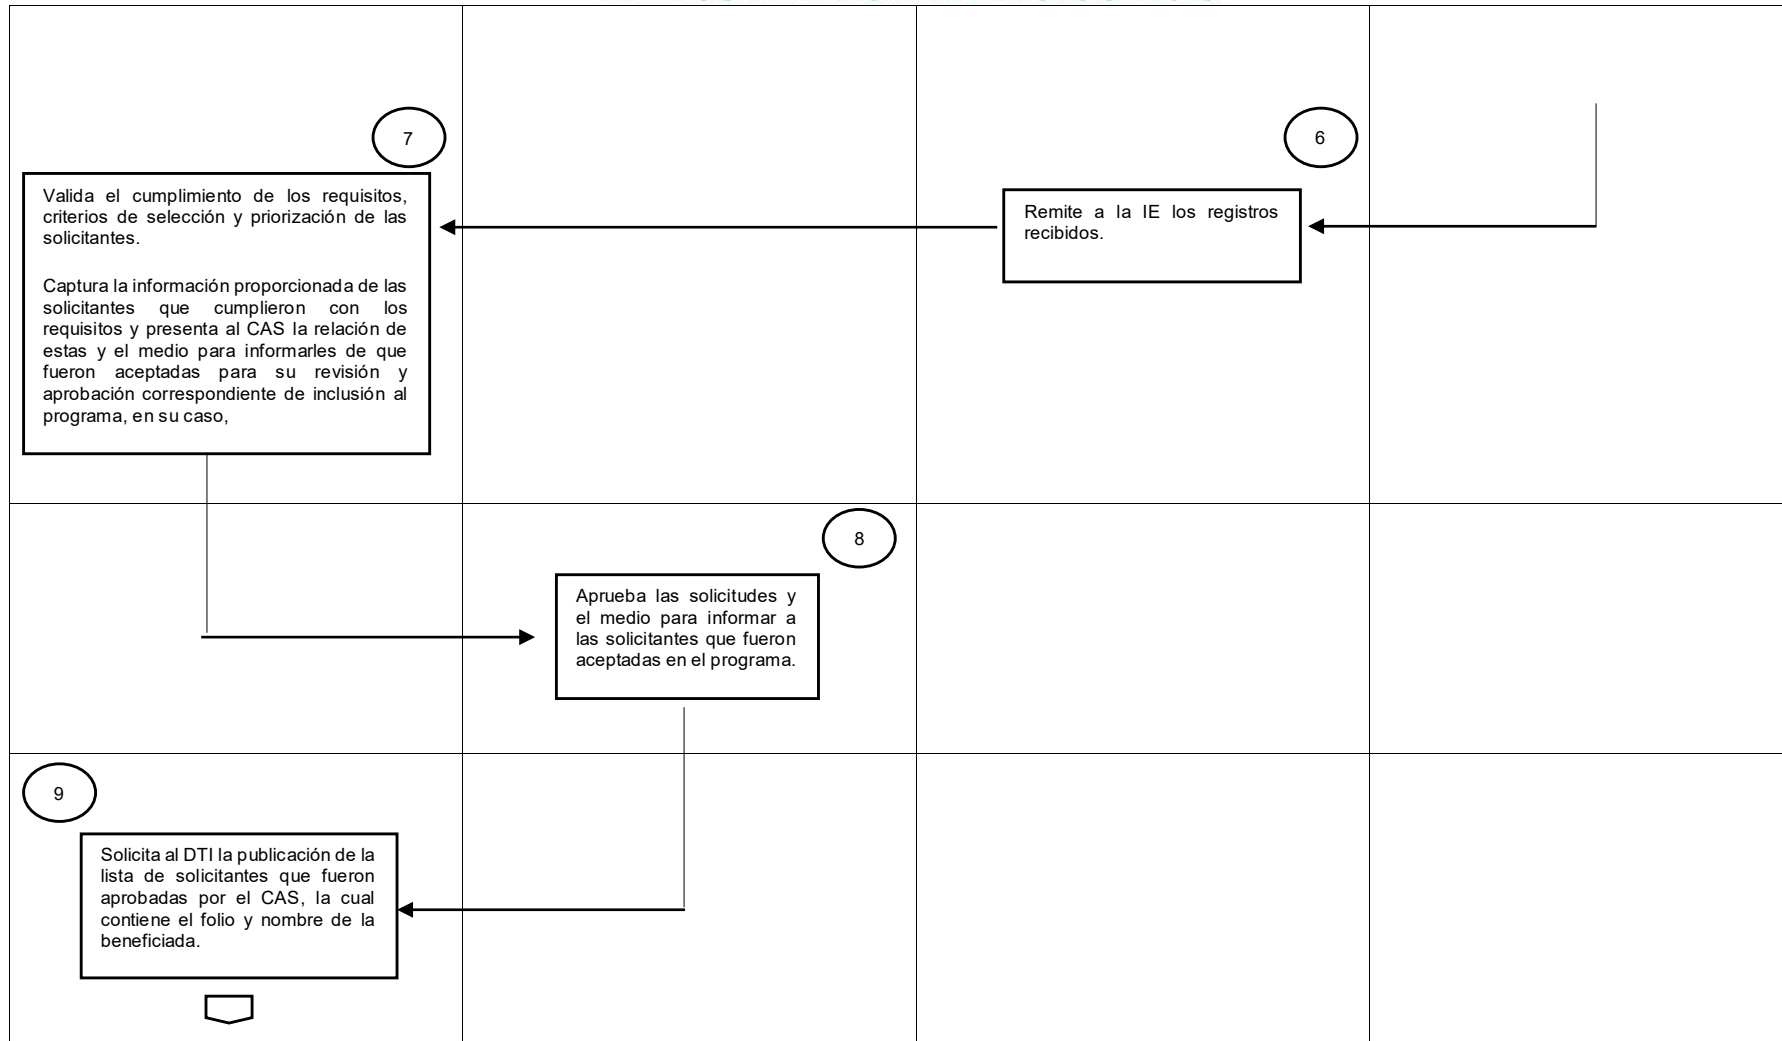 7
6
Valida el cumplimiento de los requisitos,
criterios de selección y priorización de las
solicitantes.
Captura la información proporcionada de las
solicitantes que cumplieron con los
requisitos y presenta al CAS la relación de
estas y el medio para informarles de que
fueron aceptadas para su revisión y
aprobación correspondiente de inclusión al
programa, en su caso,
Remite a la IE los registros
recibidos.
8
Aprueba las solicitudes y
el medio para informar a
las solicitantes que fueron
aceptadas en el programa.
9
Solicita al DTI la publicación de la
lista de solicitantes que fueron
aprobadas por el CAS, la cual
contiene el folio y nombre de la
beneficiada.